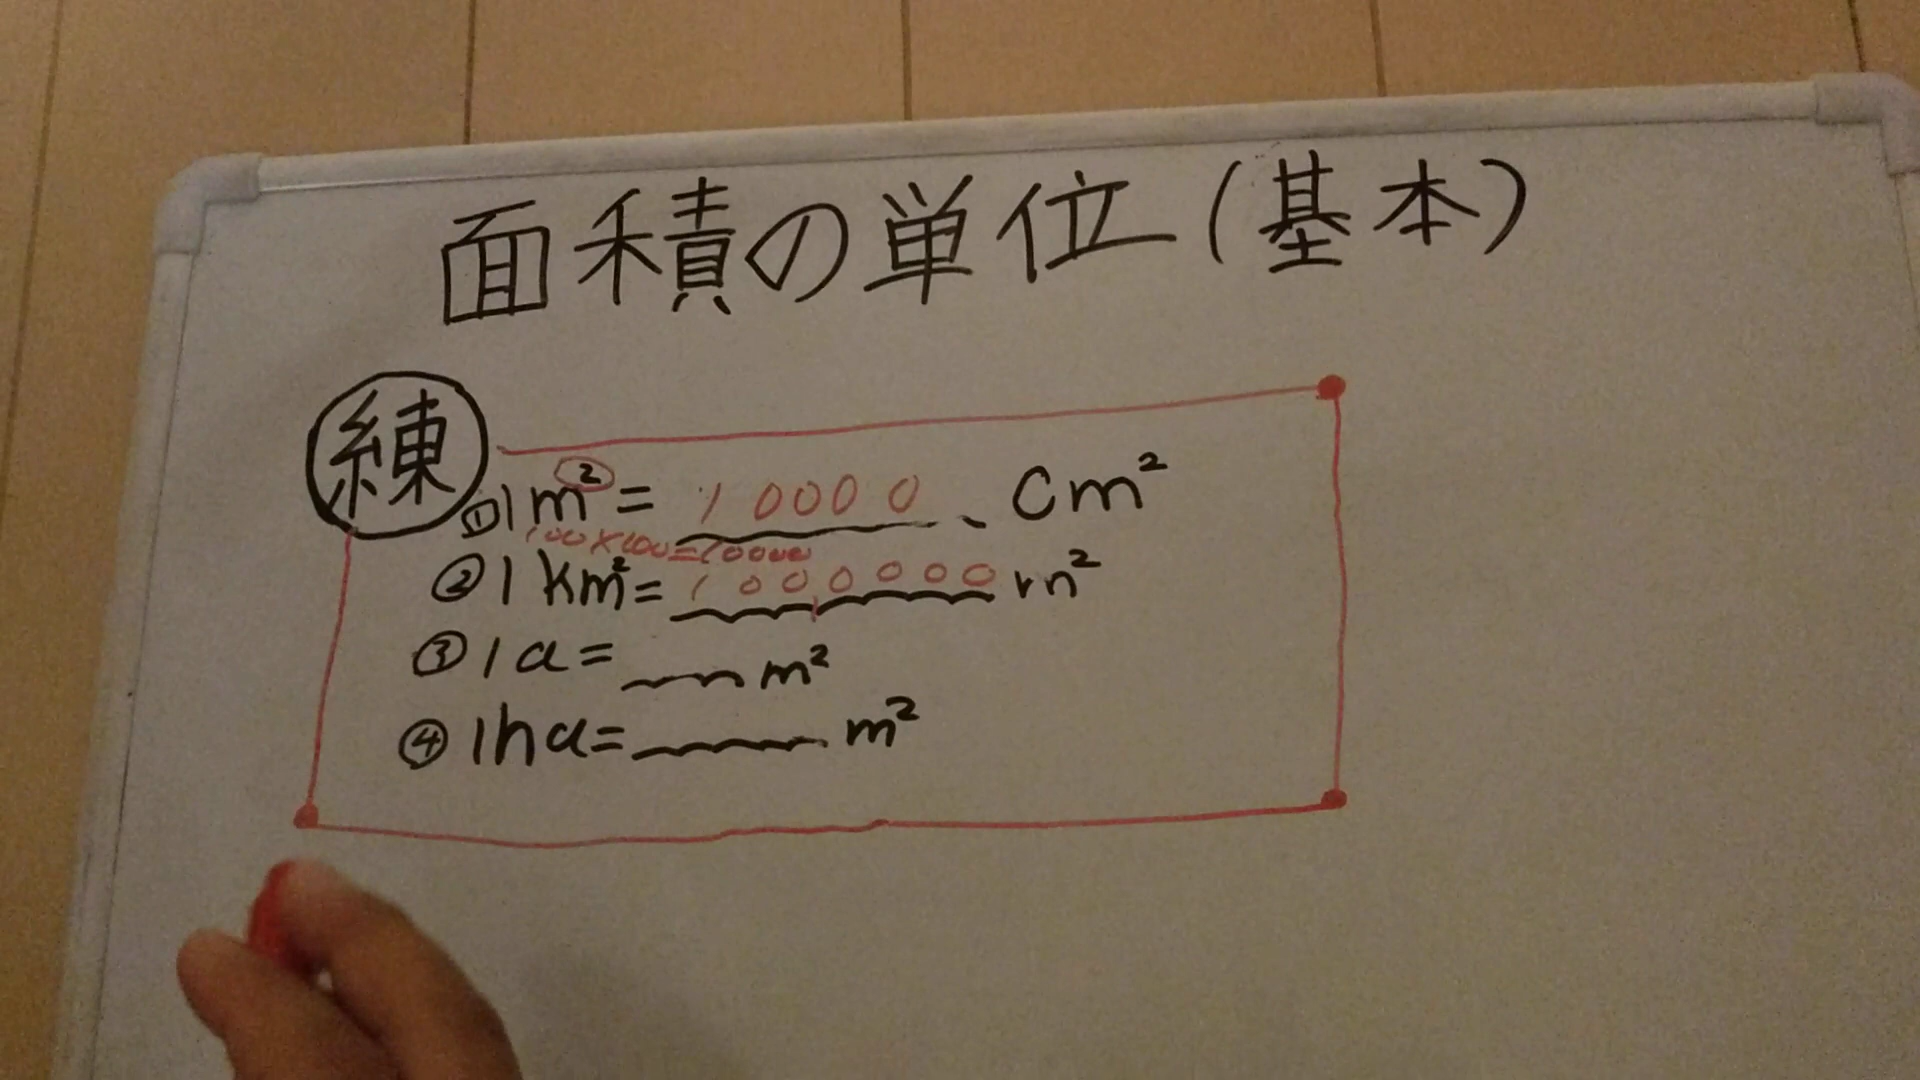 面積の単位(基本)
練
①1m²= 10000 cm²
100×100=10000
②1km²= 1000000 m²
③1a= m²
④1ha= m²